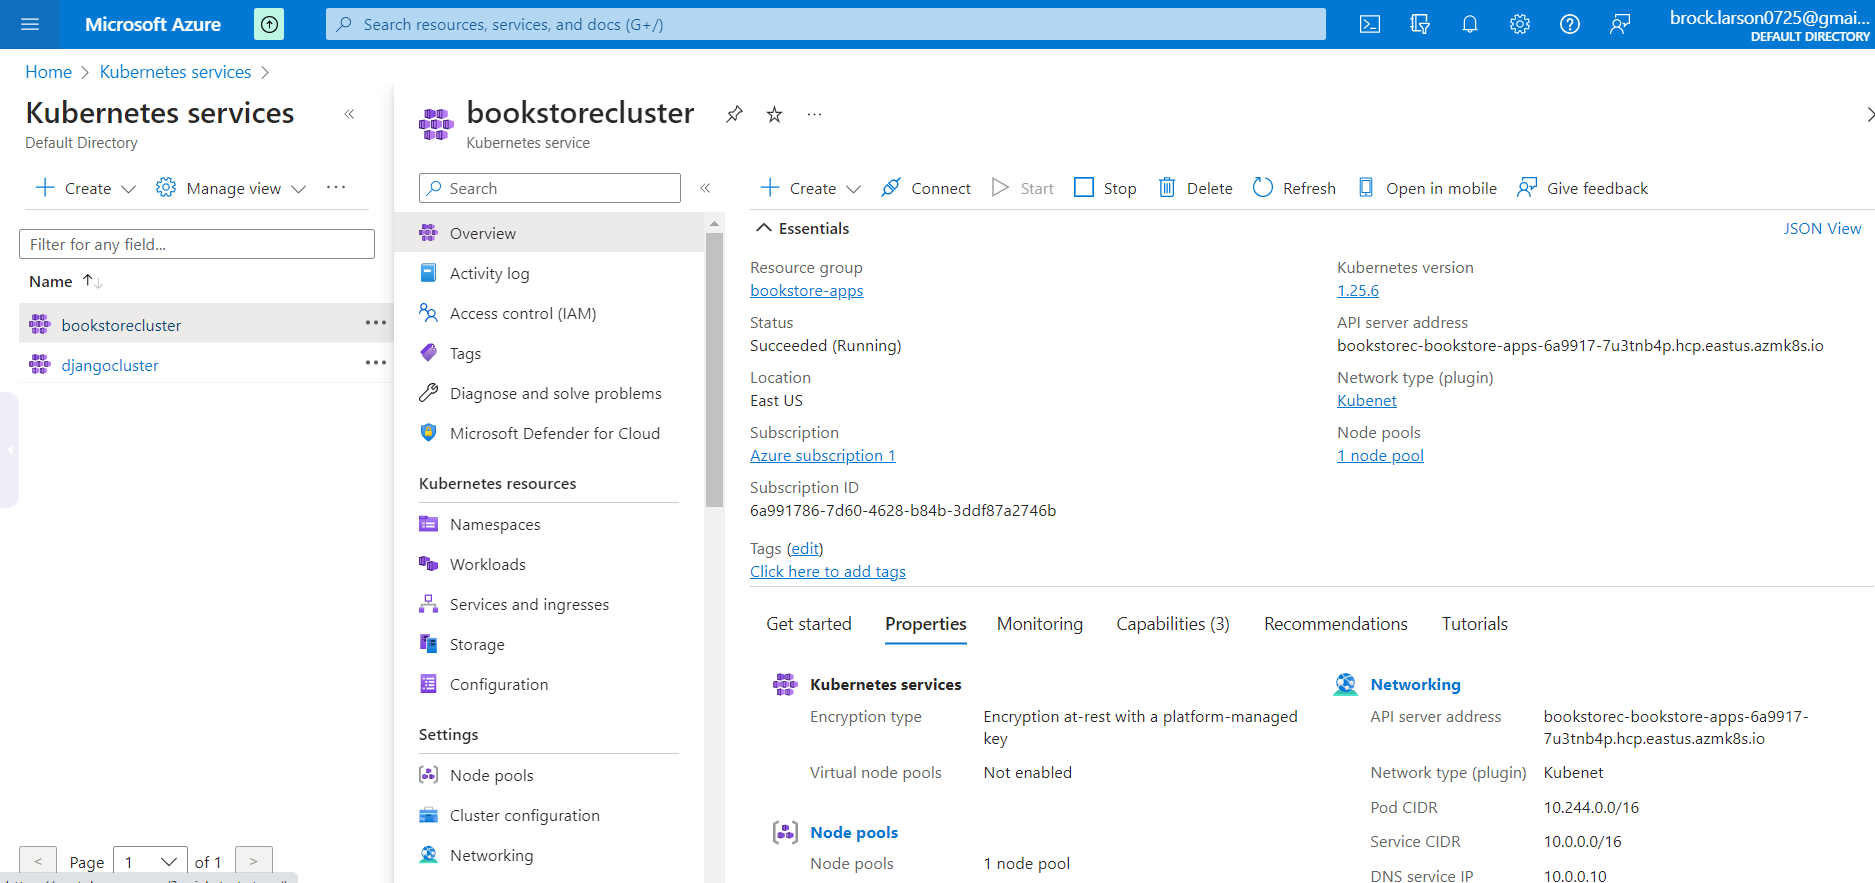 Microsoft Azure
Search resources, services, and docs (G+/)
brock.larson0725@gmai...
DEFAULT DIRECTORY
Home > Kubernetes services >
Kubernetes services
Default Directory
Create
Manage view
Filter for any field...
Name
bookstorecluster
djangocluster
< Page 1 of 1 >
bookstorecluster
Kubernetes service
Search
Overview
Activity log
Access control (IAM)
Tags
Diagnose and solve problems
Microsoft Defender for Cloud
Kubernetes resources
Namespaces
Workloads
Services and ingresses
Storage
Configuration
Settings
Node pools
Cluster configuration
Networking
Create Connect Start Stop Delete Refresh Open in mobile Give feedback
Essentials
JSON View
Resource group
bookstore-apps
Status
Succeeded (Running)
Location
East US
Subscription
Azure subscription 1
Subscription ID
6a991786-7d60-4628-b84b-3ddf87a2746b
Tags (edit)
Click here to add tags
Kubernetes version
1.25.6
API server address
bookstorec-bookstore-apps-6a9917-7u3tnb4p.hcp.eastus.azmk8s.io
Network type (plugin)
Kubenet
Node pools
1 node pool
Get started Properties Monitoring Capabilities (3) Recommendations Tutorials
Kubernetes services
Encryption type Encryption at-rest with a platform-managed
key
Virtual node pools Not enabled
Node pools
Node pools 1 node pool
Networking
API server address bookstorec-bookstore-apps-6a9917-
7u3tnb4p.hcp.eastus.azmk8s.io
Network type (plugin) Kubenet
Pod CIDR 10.244.0.0/16
Service CIDR 10.0.0.0/16
DNS service IP 10.0.0.10